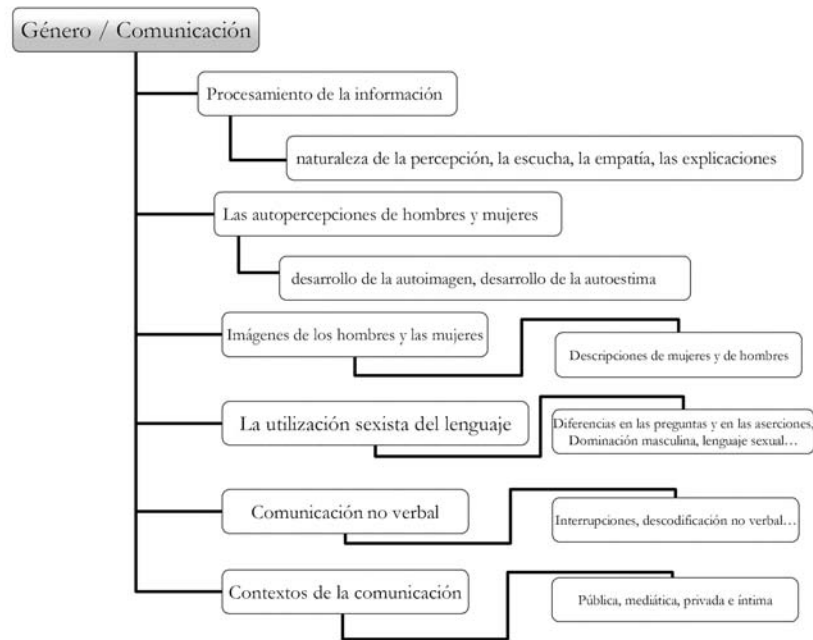 Género / Comunicación
Procesamiento de la información
naturaleza de la percepción, la escucha, la empatía, las explicaciones
Las autopercepciones de hombres y mujeres
desarrollo de la autoimagen, desarrollo de la autoestima
Imágenes de los hombres y las mujeres
Descripciones de mujeres y de hombres
La utilización sexista del lenguaje
Diferencias en las preguntas y en las aserciones,
Dominación masculina, lenguaje sexual…
Comunicación no verbal
Interrupciones, descodificación no verbal…
Contextos de la comunicación
Pública, mediática, privada e íntima